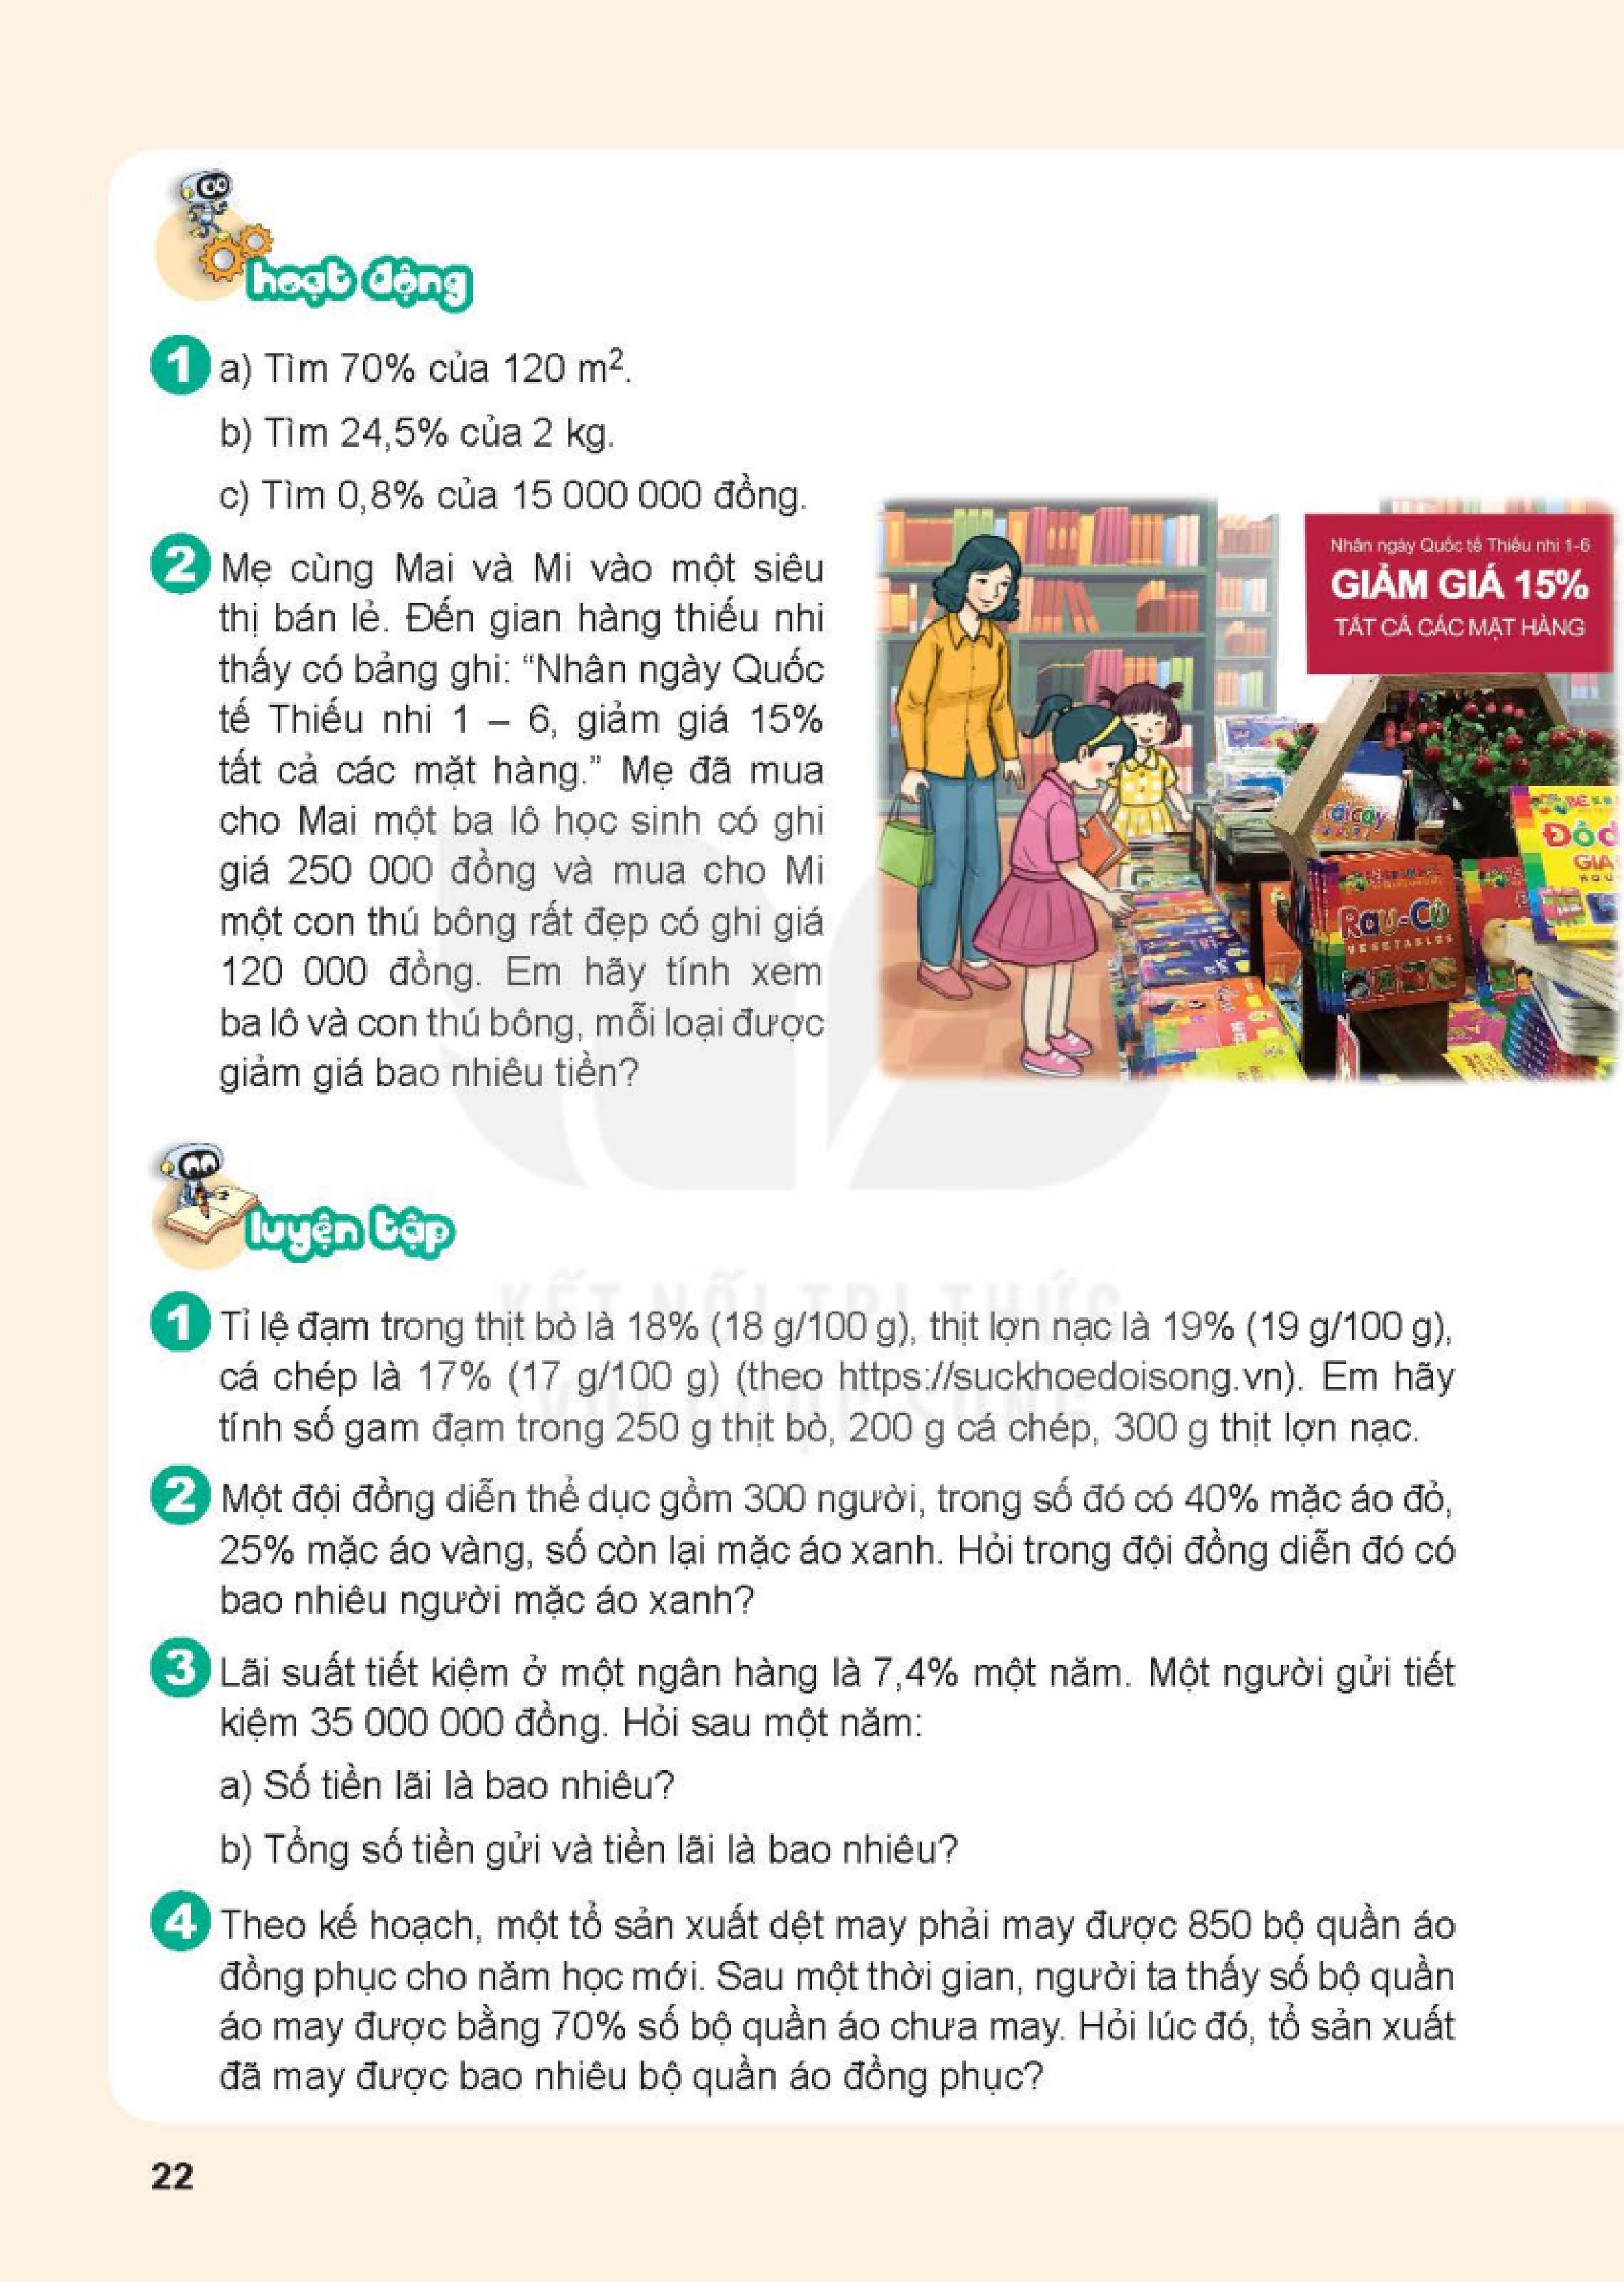 hoạt động
1 a) Tìm 70% của 120 m².
b) Tìm 24,5% của 2 kg.
c) Tìm 0,8% của 15 000 000 đồng.
2 Mẹ cùng Mai và Mi vào một siêu
thị bán lẻ. Đến gian hàng thiếu nhi
thấy có bảng ghi: “Nhân ngày Quốc
tế Thiếu nhi 1 – 6, giảm giá 15%
tất cả các mặt hàng.” Mẹ đã mua
cho Mai một ba lô học sinh có ghi
giá 250 000 đồng và mua cho Mi
một con thú bông rất đẹp có ghi giá
120 000 đồng. Em hãy tính xem
ba lô và con thú bông, mỗi loại được
giảm giá bao nhiêu tiền?
Nhân ngày Quốc tế Thiếu nhi 1-6
GIẢM GIÁ 15%
TẤT CẢ CÁC MẶT HÀNG
Rau-Củ
VEGETABLES
luyện tập
KẾT NỐI TRI THỨC
VỚI CUỘC SỐNG
1 Tỉ lệ đạm trong thịt bò là 18% (18 g/100 g), thịt lợn nạc là 19% (19 g/100 g),
cá chép là 17% (17 g/100 g) (theo https://suckhoedoisong.vn). Em hãy
tính số gam đạm trong 250 g thịt bò, 200 g cá chép, 300 g thịt lợn nạc.
2 Một đội đồng diễn thể dục gồm 300 người, trong số đó có 40% mặc áo đỏ,
25% mặc áo vàng, số còn lại mặc áo xanh. Hỏi trong đội đồng diễn đó có
bao nhiêu người mặc áo xanh?
3 Lãi suất tiết kiệm ở một ngân hàng là 7,4% một năm. Một người gửi tiết
kiệm 35 000 000 đồng. Hỏi sau một năm:
a) Số tiền lãi là bao nhiêu?
b) Tổng số tiền gửi và tiền lãi là bao nhiêu?
4 Theo kế hoạch, một tổ sản xuất dệt may phải may được 850 bộ quần áo
đồng phục cho năm học mới. Sau một thời gian, người ta thấy số bộ quần
áo may được bằng 70% số bộ quần áo chưa may. Hỏi lúc đó, tổ sản xuất
đã may được bao nhiêu bộ quần áo đồng phục?
22